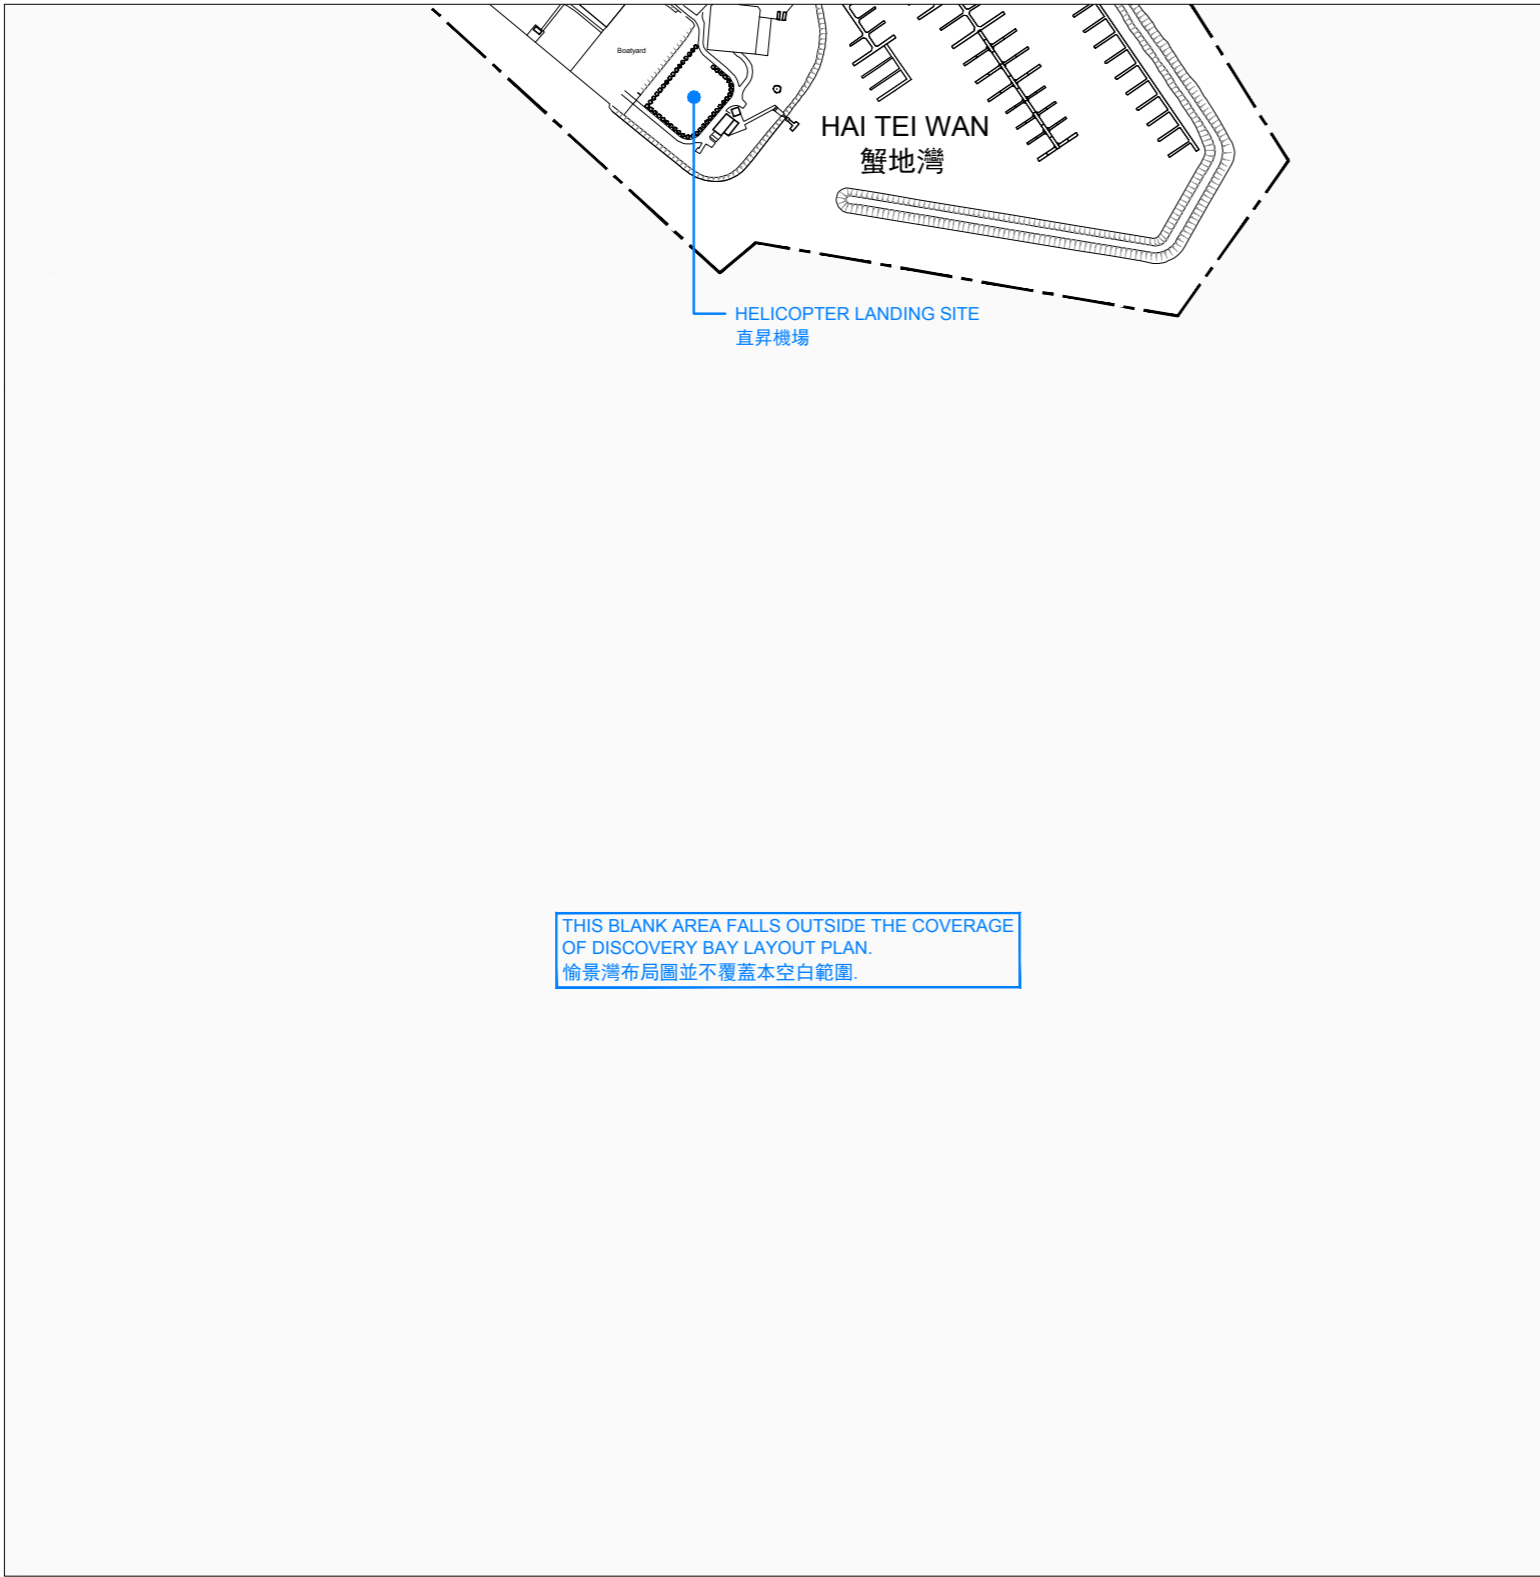 Boatyard
HAI TEI WAN
蟹地灣
HELICOPTER LANDING SITE
直昇機場
THIS BLANK AREA FALLS OUTSIDE THE COVERAGE
OF DISCOVERY BAY LAYOUT PLAN.
愉景灣布局圖並不覆蓋本空白範圍.